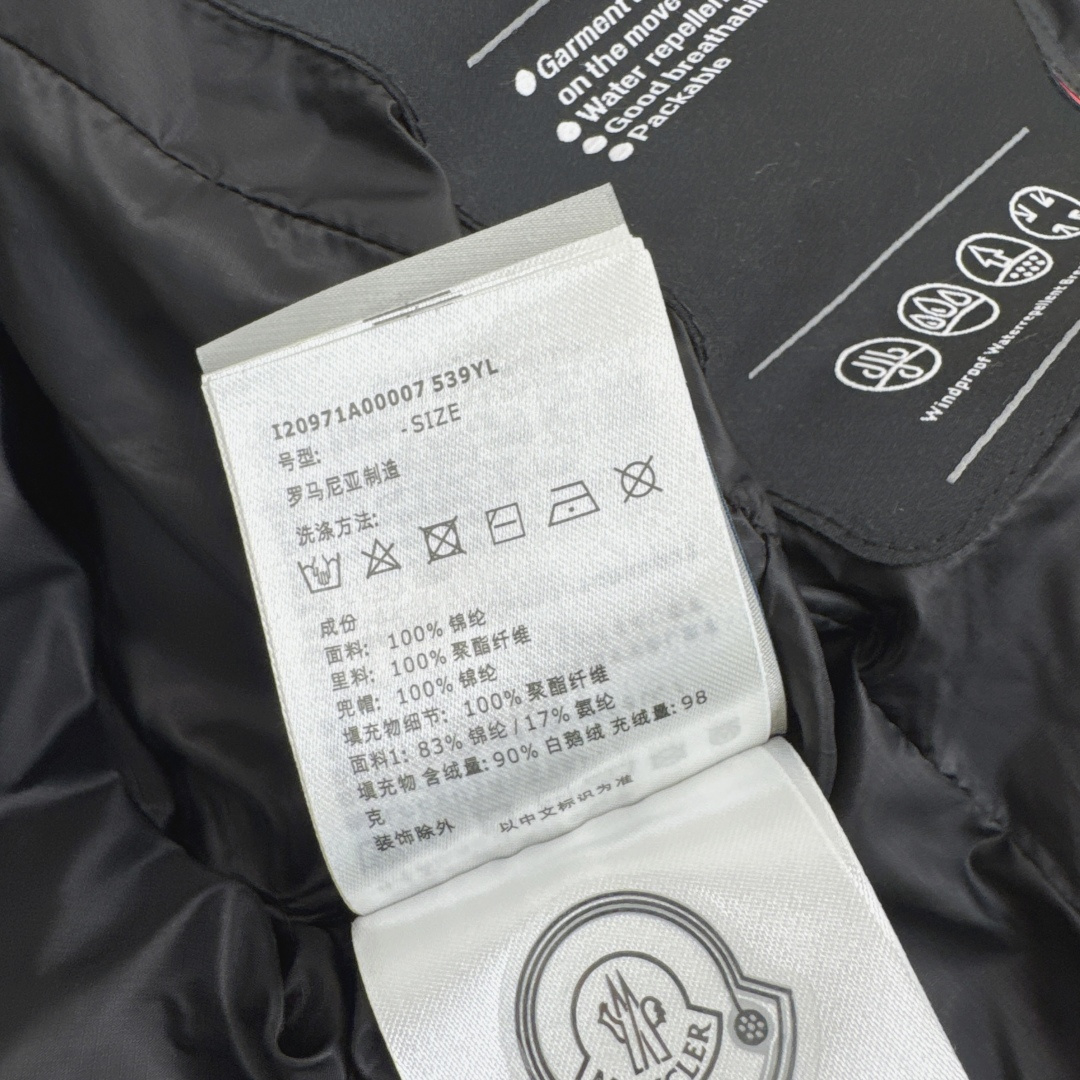 Garment
on the move
Water repellent
Good breathable
Packable
Windproof Waterrepellent
I20971A00007 539YL
号型: -SIZE
罗马尼亚制造
洗涤方法:
成份
面料: 100% 锦纶
里料: 100% 聚酯纤维
兜帽: 100% 锦纶
填充物细节: 100% 聚酯纤维
面料1: 83% 锦纶 / 17% 氨纶
填充物 含绒量: 90% 白鹅绒 充绒量: 98
克
装饰除外 以中文标识为准